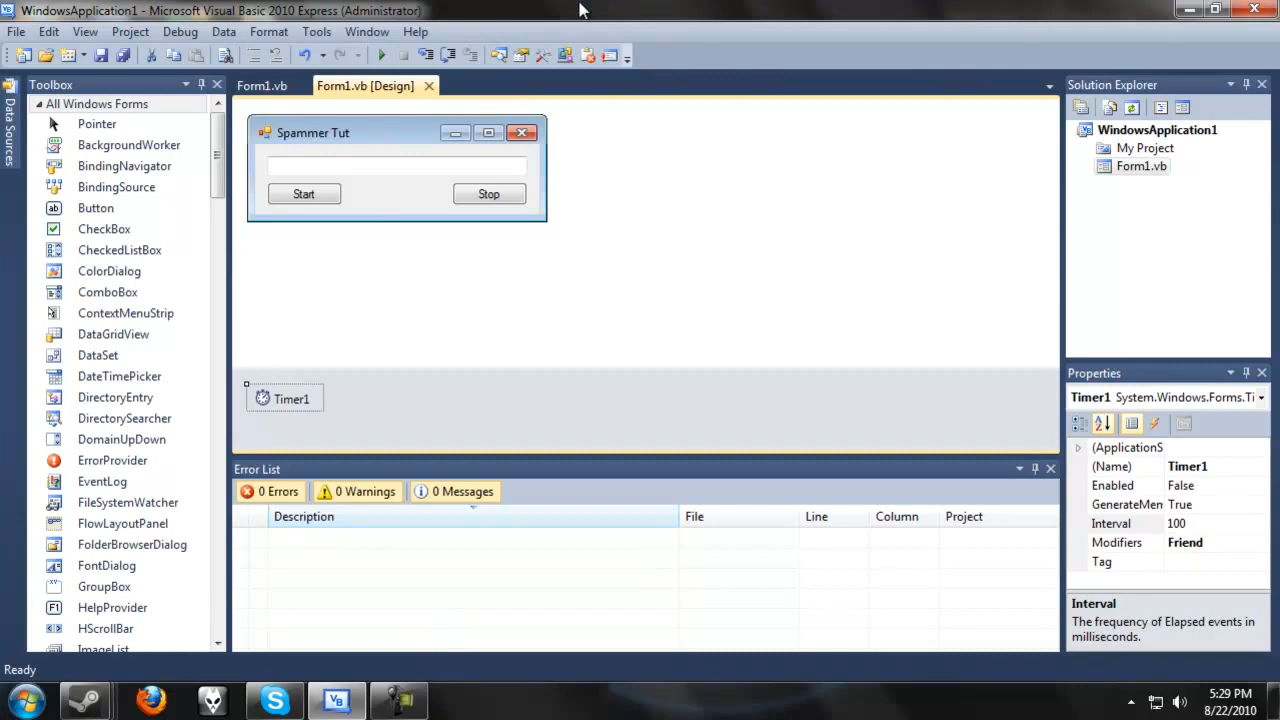 WindowsApplication1 - Microsoft Visual Basic 2010 Express (Administrator)
File Edit View Project Debug Data Format Tools Window Help
Data Sources
Toolbox
All Windows Forms
Pointer
BackgroundWorker
BindingNavigator
BindingSource
Button
CheckBox
CheckedListBox
ColorDialog
ComboBox
ContextMenuStrip
DataGridView
DataSet
DateTimePicker
DirectoryEntry
DirectorySearcher
DomainUpDown
ErrorProvider
EventLog
FileSystemWatcher
FlowLayoutPanel
FolderBrowserDialog
FontDialog
GroupBox
HelpProvider
HScrollBar
ImageList
Form1.vb Form1.vb [Design]
Spammer Tut
Start Stop
Timer1
Error List
0 Errors 0 Warnings 0 Messages
Description File Line Column Project
Solution Explorer
WindowsApplication1
My Project
Form1.vb
Properties
Timer1 System.Windows.Forms.Ti
(ApplicationS
(Name) Timer1
Enabled False
GenerateMem True
Interval 100
Modifiers Friend
Tag
Interval
The frequency of Elapsed events in
milliseconds.
Ready
5:29 PM
8/22/2010